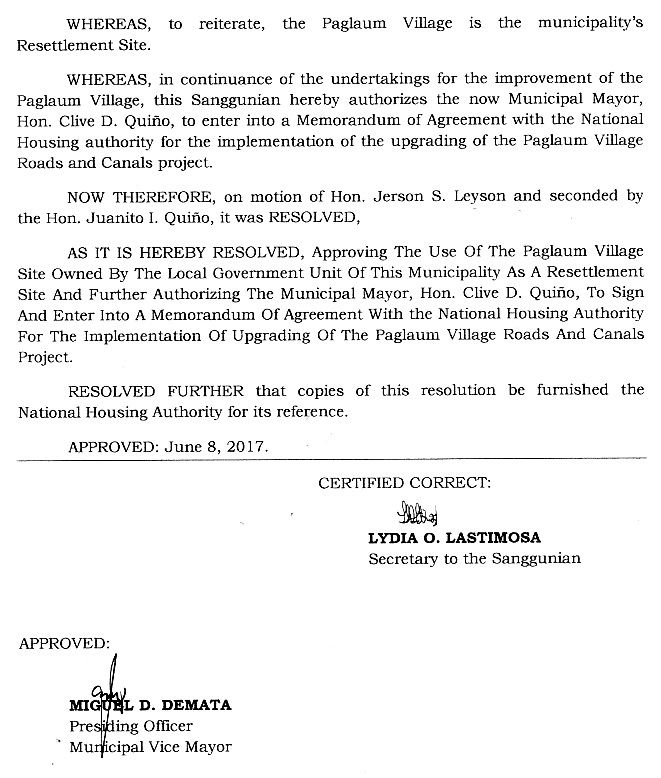 WHEREAS, to reiterate, the Paglaum Village is the municipality's
Resettlement Site.
WHEREAS, in continuance of the undertakings for the improvement of the
Paglaum Village, this Sanggunian hereby authorizes the now Municipal Mayor,
Hon. Clive D. Quiño, to enter into a Memorandum of Agreement with the National
Housing authority for the implementation of the upgrading of the Paglaum Village
Roads and Canals project.
NOW THEREFORE, on motion of Hon. Jerson S. Leyson and seconded by
the Hon. Juanito I. Quiño, it was RESOLVED,
AS IT IS HEREBY RESOLVED, Approving The Use Of The Paglaum Village
Site Owned By The Local Government Unit Of This Municipality As A Resettlement
Site And Further Authorizing The Municipal Mayor, Hon. Clive D. Quiño, To Sign
And Enter Into A Memorandum Of Agreement With the National Housing Authority
For The Implementation Of Upgrading Of The Paglaum Village Roads And Canals
Project.
RESOLVED FURTHER that copies of this resolution be furnished the
National Housing Authority for its reference.
APPROVED: June 8, 2017.
CERTIFIED CORRECT:
LYDIA O. LASTIMOSA
Secretary to the Sanggunian
APPROVED:
MIGUEL D. DEMATA
Presiding Officer
Municipal Vice Mayor